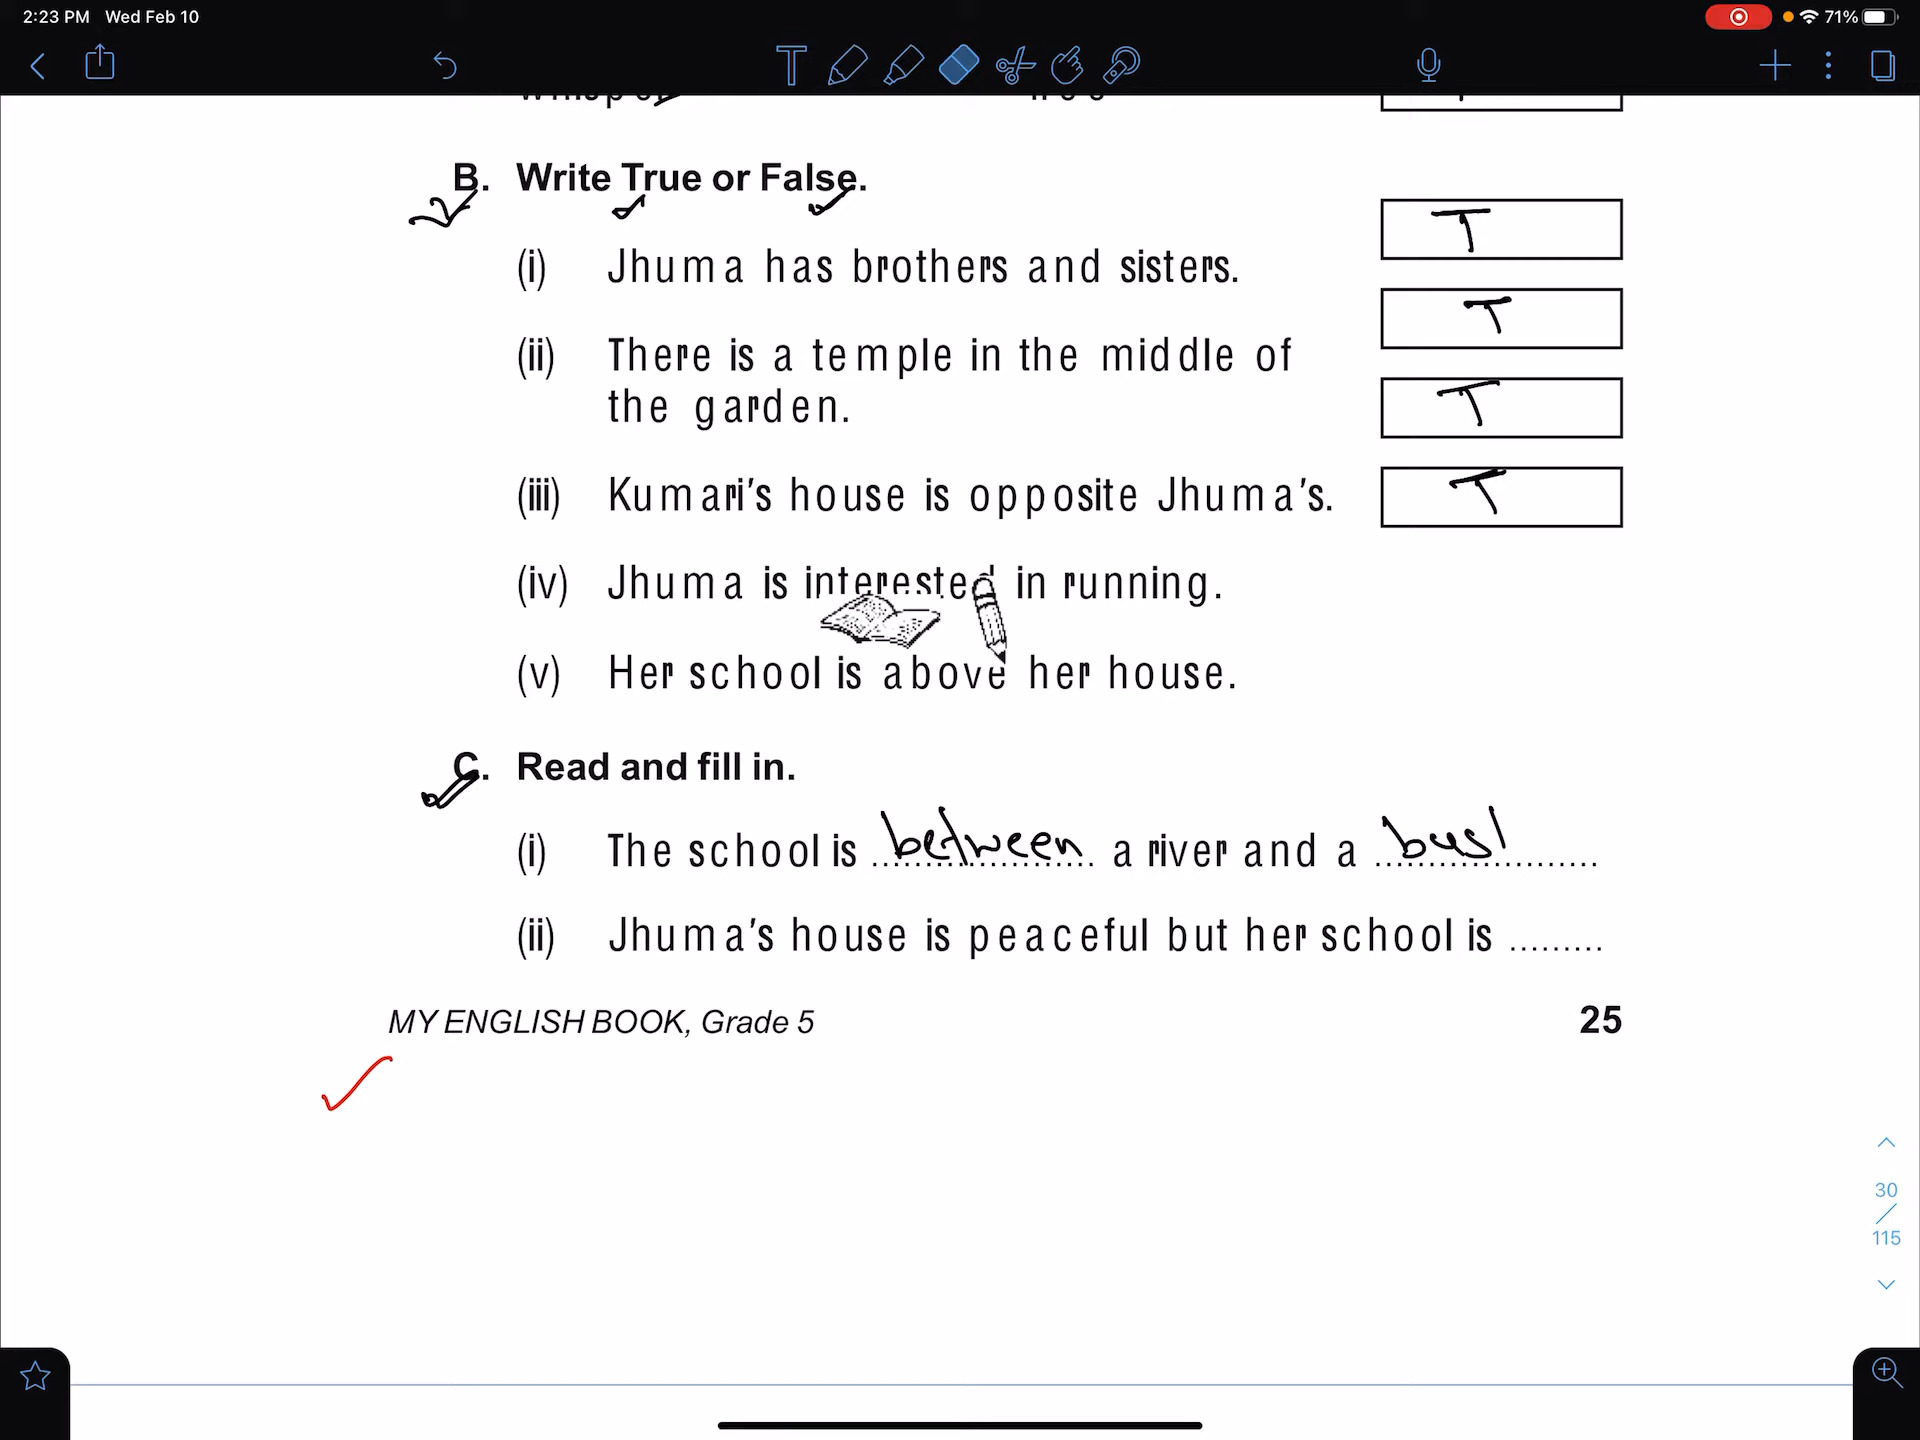 2:23 PM Wed Feb 10
71%
B. Write True or False.
(i) Jhuma has brothers and sisters. T
(ii) There is a temple in the middle of T
the garden. T
(iii) Kumari's house is opposite Jhuma's. T
(iv) Jhuma is interested in running.
(v) Her school is above her house.
C. Read and fill in.
(i) The school is between a river and a
(ii) Jhuma's house is peaceful but her school is .........
MY ENGLISH BOOK, Grade 5 25
30
115